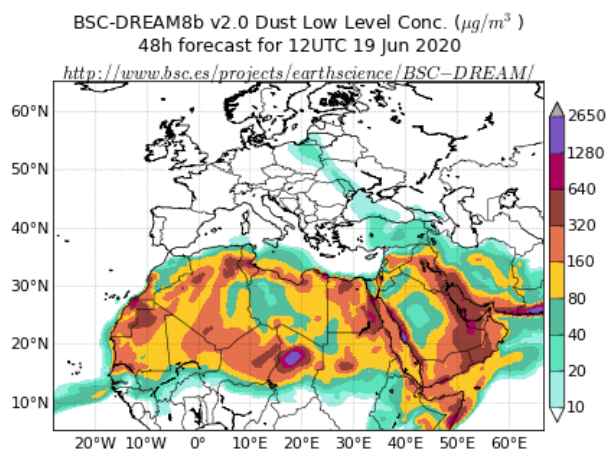 BSC-DREAM8b v2.0 Dust Low Level Conc. (μg/m³ )
48h forecast for 12UTC 19 Jun 2020
http://www.bsc.es/projects/earthscience/BSC−DREAM/
60°N
50°N
40°N
30°N
20°N
10°N
20°W
10°W
0°
10°E
20°E
30°E
40°E
50°E
60°E
2650
1280
640
320
160
80
40
20
10